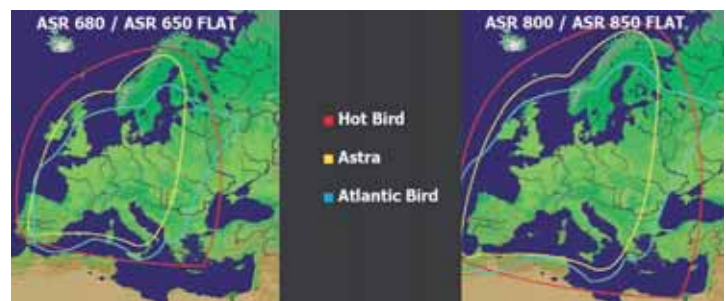 ASR 680 / ASR 650 FLAT
ASR 800 / ASR 850 FLAT
Hot Bird
Astra
Atlantic Bird